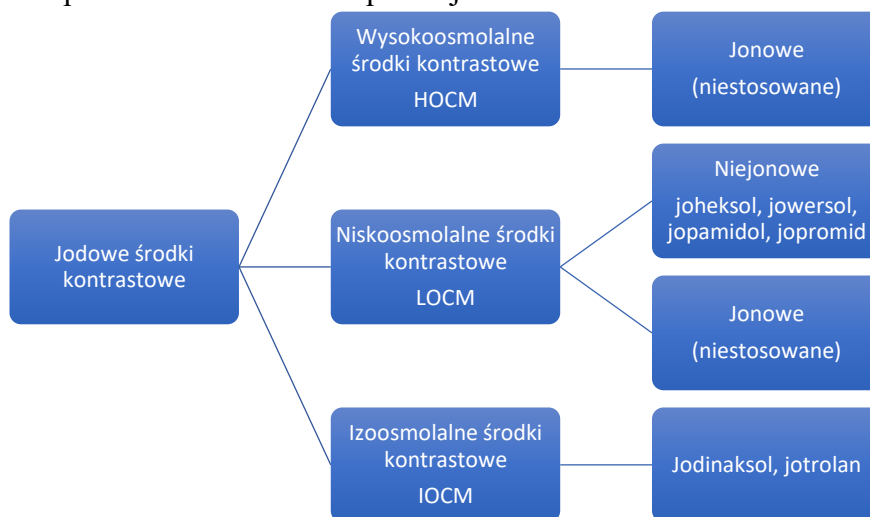 Jodowe środki
kontrastowe
Wysokoosmolalne
środki kontrastowe
HOCM
Jonowe
(niestosowane)
Niskoosmolalne środki
kontrastowe
LOCM
Niejonowe
joheksol, jowersol,
jopamidol, jopromid
Jonowe
(niestosowane)
Izoosmolalne środki
kontrastowe
IOCM
Jodinaksol, jotrolan